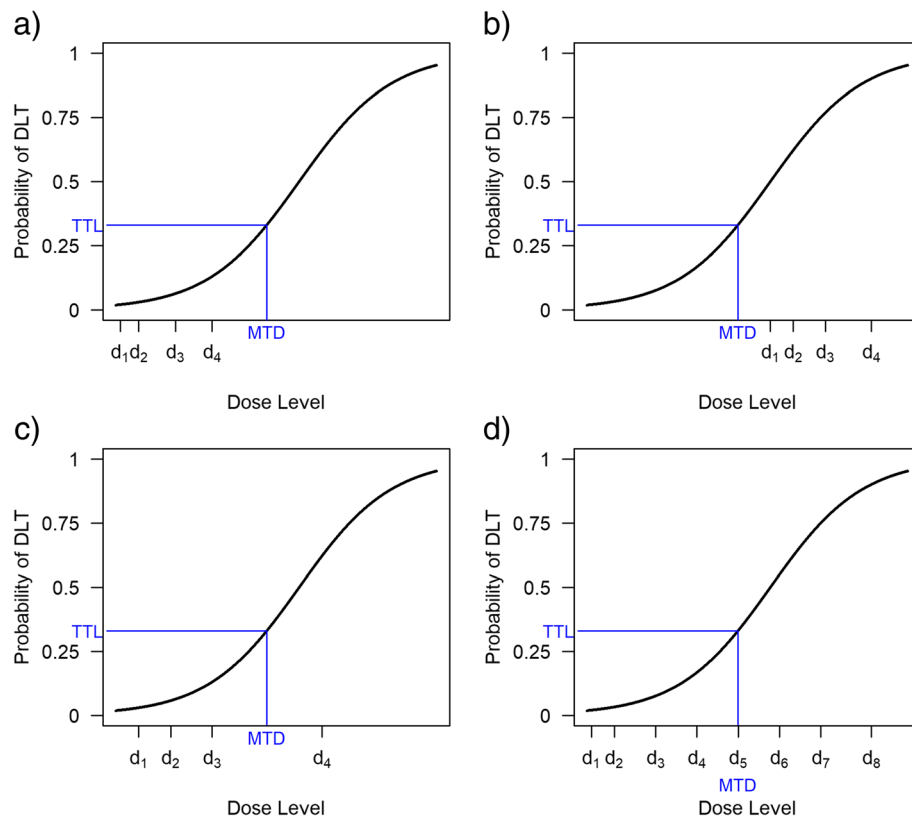 a)
Probability of DLT
1
0.75
0.5
TTL
0.25
0
MTD
d₁ d₂ d₃ d₄
Dose Level
b)
Probability of DLT
1
0.75
0.5
TTL
0.25
0
MTD
d₁ d₂ d₃ d₄
Dose Level
c)
Probability of DLT
1
0.75
0.5
TTL
0.25
0
MTD
d₁ d₂ d₃ d₄
Dose Level
d)
Probability of DLT
1
0.75
0.5
TTL
0.25
0
d₁ d₂ d₃ d₄ d₅ d₆ d₇ d₈
MTD
Dose Level